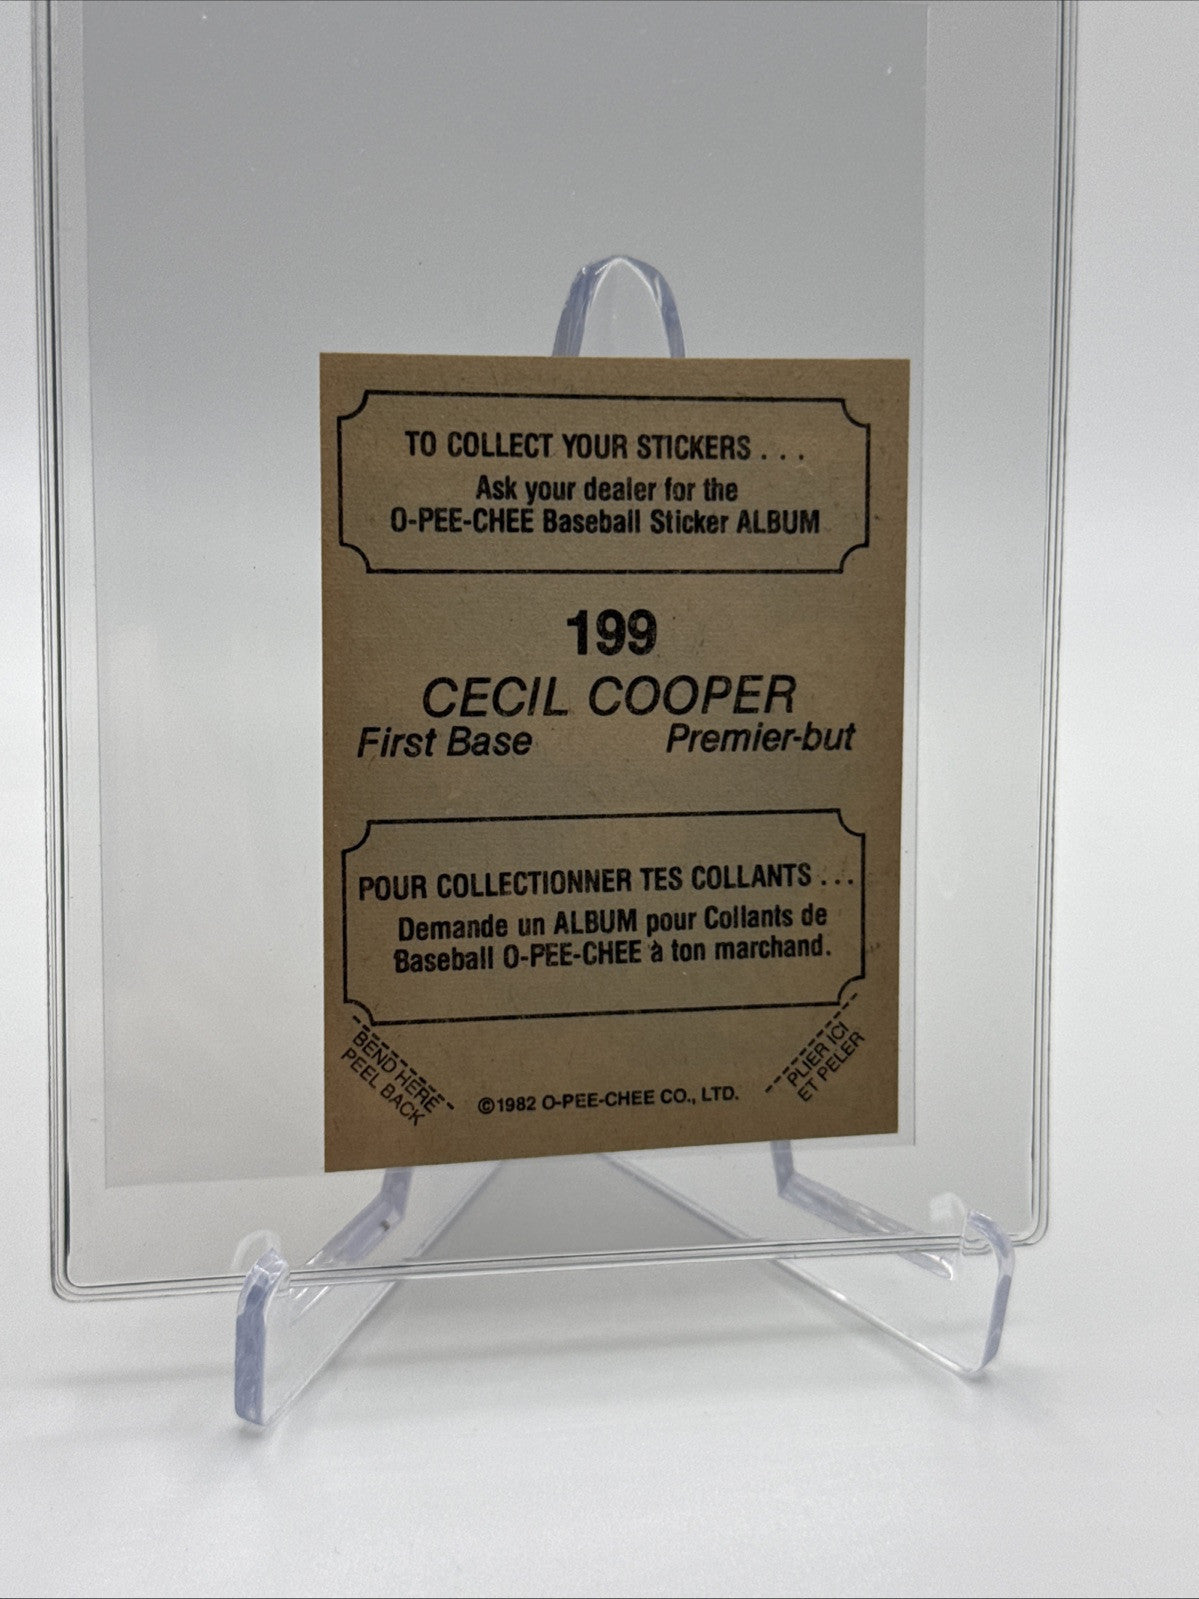 TO COLLECT YOUR STICKERS . . .
Ask your dealer for the
O-PEE-CHEE Baseball Sticker ALBUM
199
CECIL COOPER
First Base Premier-but
POUR COLLECTIONNER TES COLLANTS . . .
Demande un ALBUM pour Collants de
Baseball O-PEE-CHEE à ton marchand.
BEND HERE
PEEL BACK
©1982 O-PEE-CHEE CO., LTD.
PLIER ICI
ET PELER